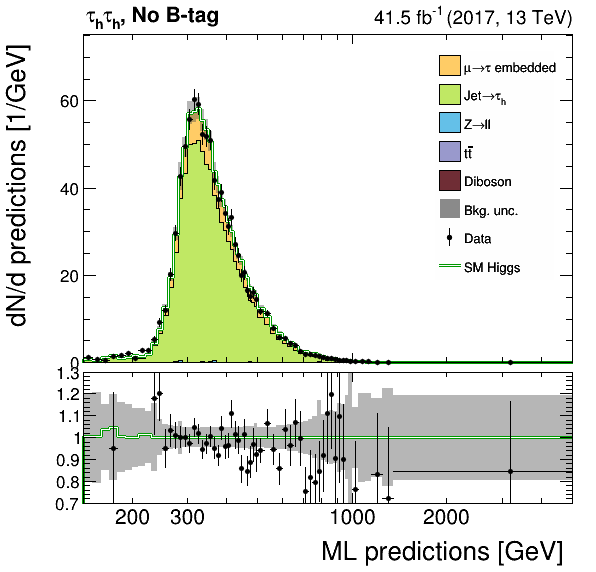 τhτh, No B-tag
41.5 fb-1 (2017, 13 TeV)
dN/d predictions [1/GeV]
60
40
20
0
μ→τ embedded
Jet→τh
Z→ll
tt̅
Diboson
Bkg. unc.
Data
SM Higgs
1.3
1.2
1.1
1
0.9
0.8
0.7
200 300 1000 2000
ML predictions [GeV]